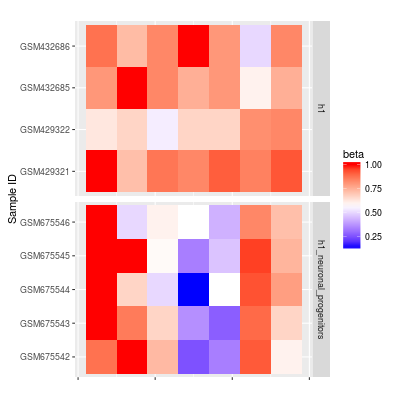 Sample ID
GSM432686
GSM432685
GSM429322
GSM429321
h1
GSM675546
GSM675545
GSM675544
GSM675543
GSM675542
h1_neuronal_progenitors
beta
1.00
0.75
0.50
0.25